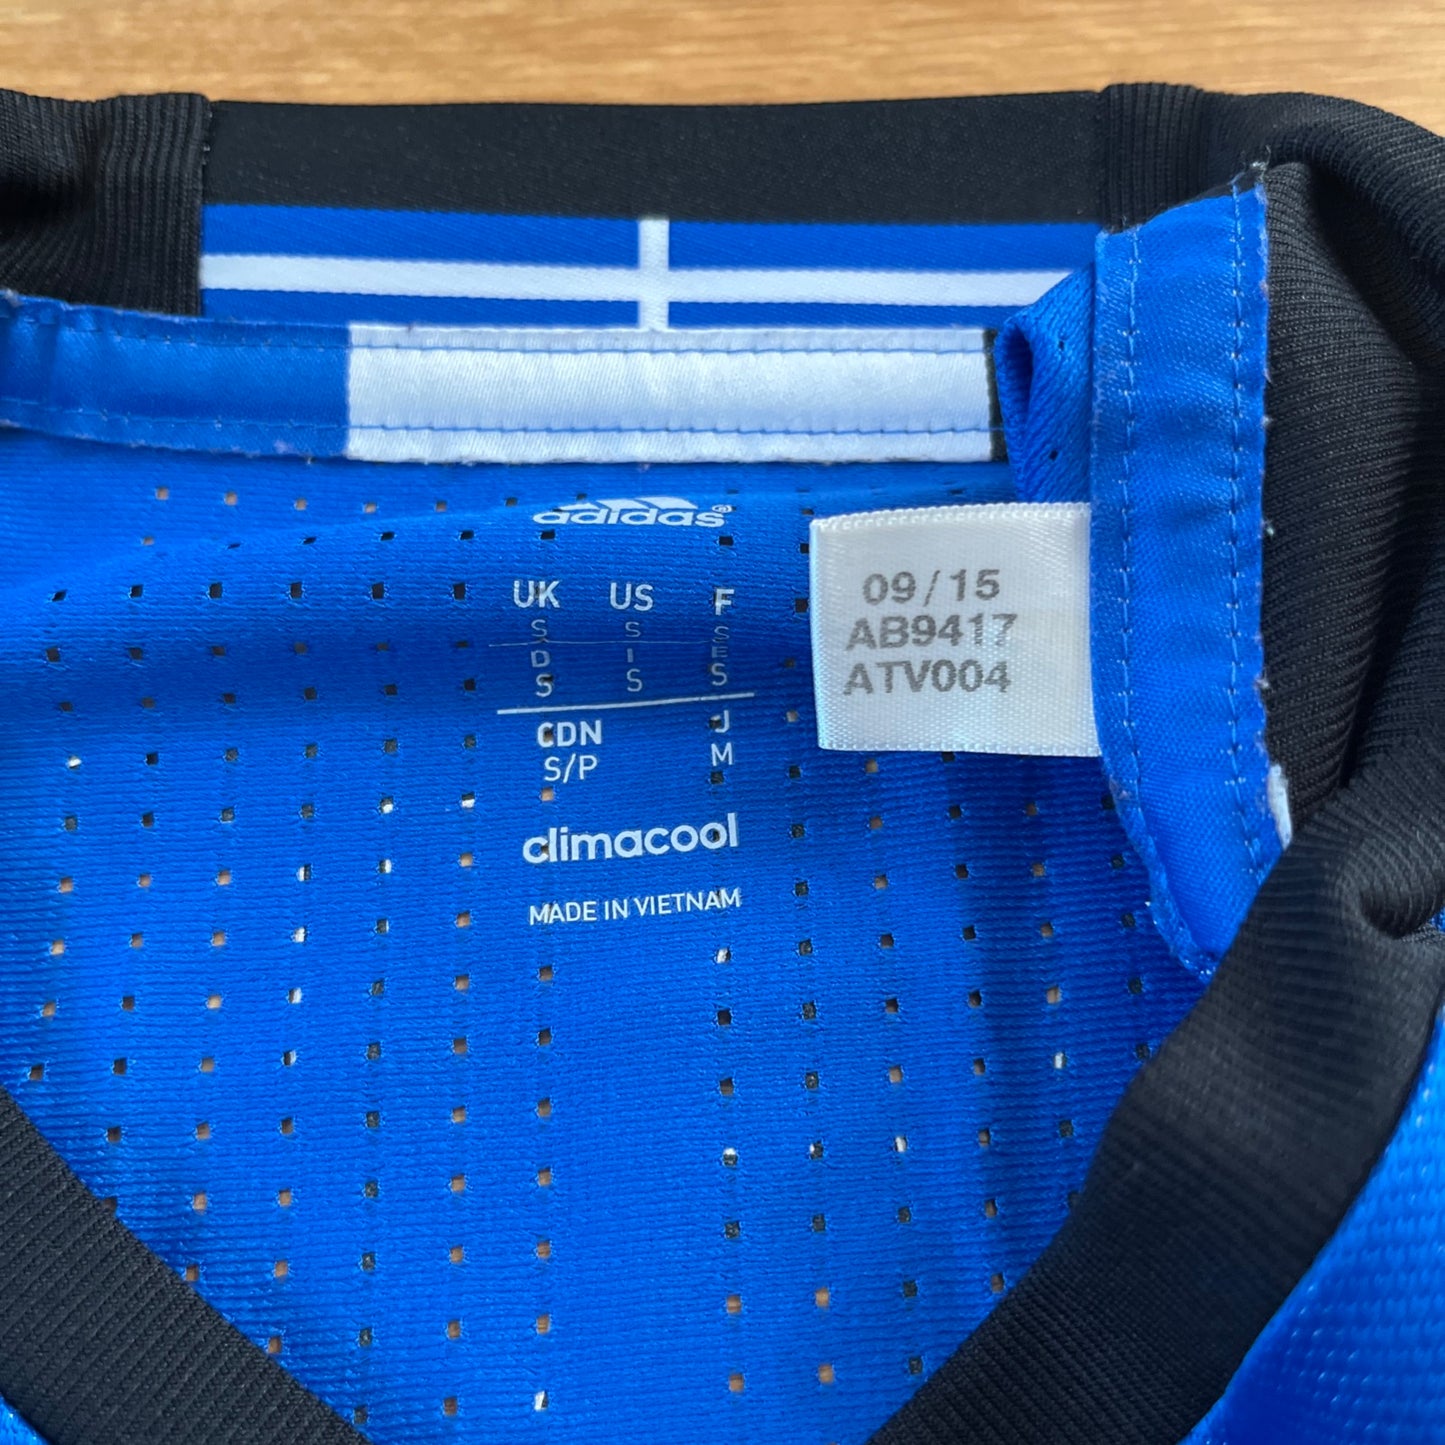 adidas®
UK US F
S S S
D I E
S S S
CDN J
S/P M
climacool
MADE IN VIETNAM
09/15
AB9417
ATV004